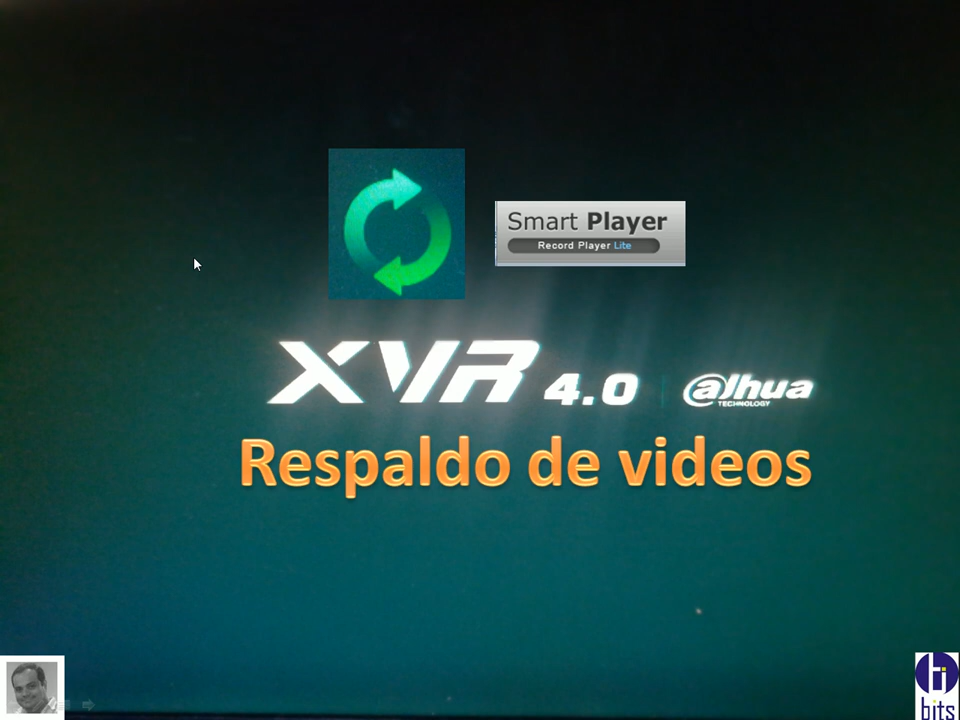 Smart Player
Record Player Lite
XVR 4.0
alhua
TECHNOLOGY
Respaldo de videos
bits